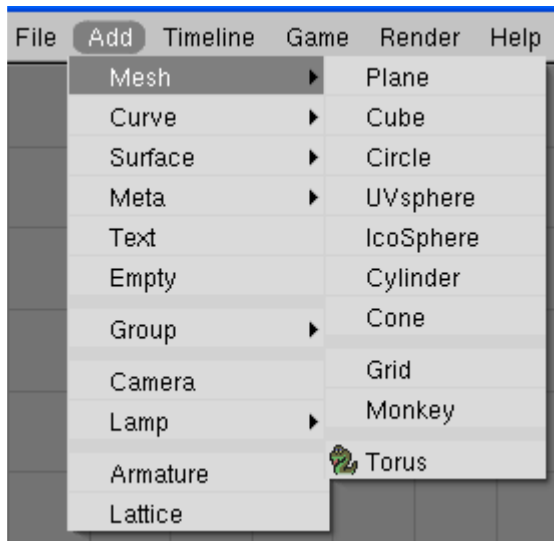 File Add Timeline Game Render Help
Mesh
Curve
Surface
Meta
Text
Empty
Group
Camera
Lamp
Armature
Lattice
Plane
Cube
Circle
UVsphere
IcoSphere
Cylinder
Cone
Grid
Monkey
Torus